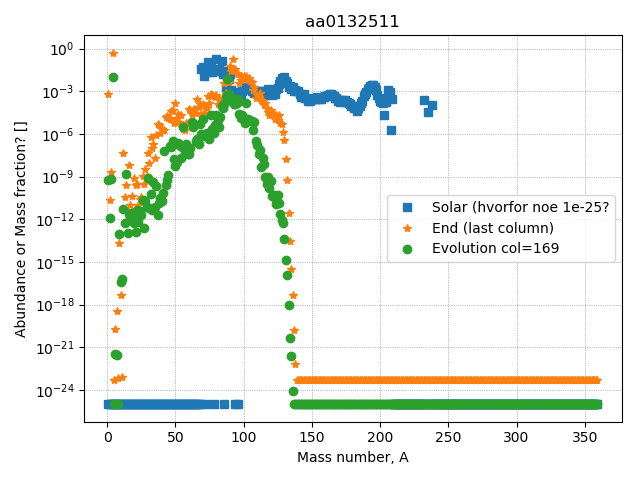 aa0132511
Abundance or Mass fraction? []
10⁰
10⁻³
10⁻⁶
10⁻⁹
10⁻¹²
10⁻¹⁵
10⁻¹⁸
10⁻²¹
10⁻²⁴
Solar (hvorfor noe 1e-25?
End (last column)
Evolution col=169
0 50 100 150 200 250 300 350
Mass number, A